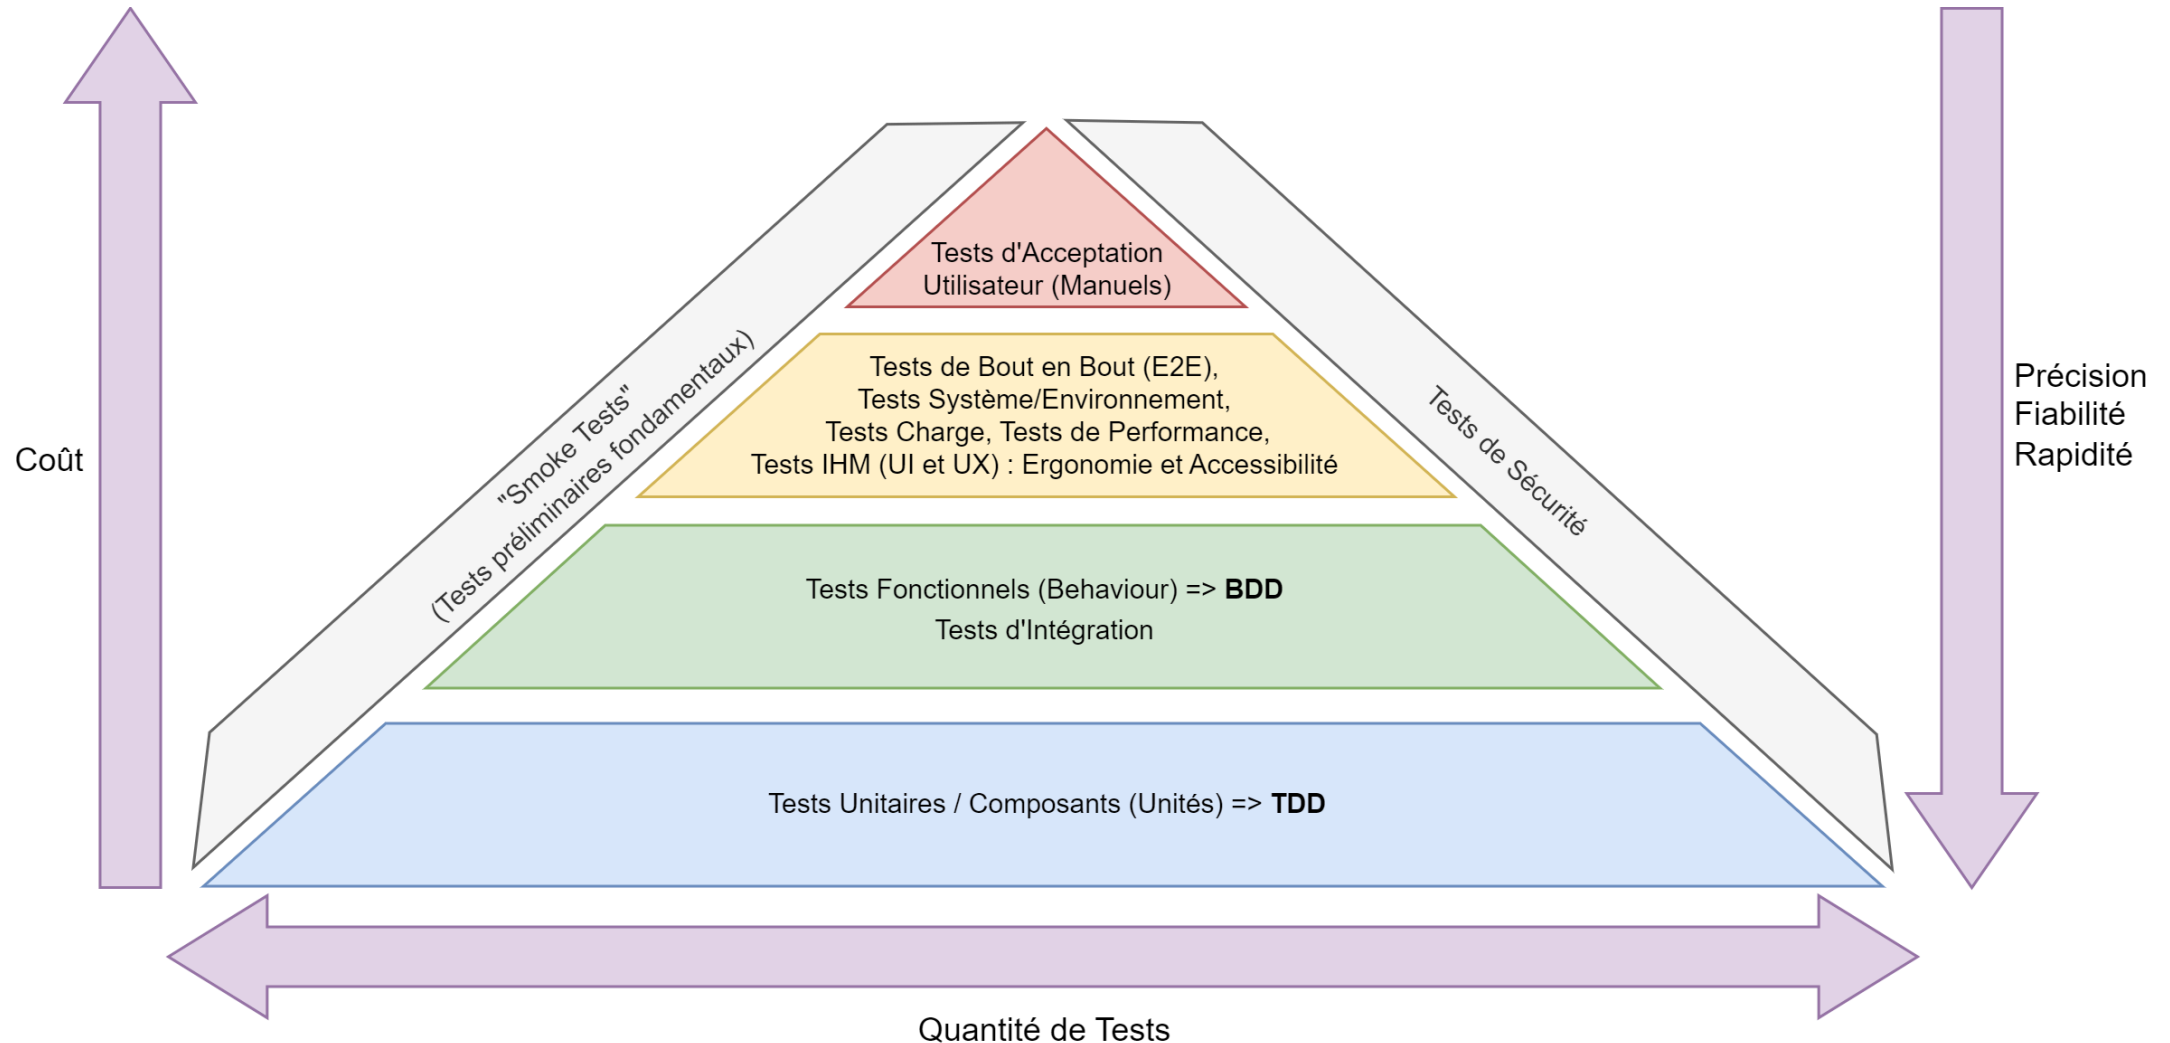 Tests d'Acceptation
Utilisateur (Manuels)
Tests de Bout en Bout (E2E),
Tests Système/Environnement,
Tests Charge, Tests de Performance,
Tests IHM (UI et UX) : Ergonomie et Accessibilité
Tests Fonctionnels (Behaviour) => BDD
Tests d'Intégration
Tests Unitaires / Composants (Unités) => TDD
"Smoke Tests"
(Tests préliminaires fondamentaux)
Tests de Sécurité
Coût
Précision
Fiabilité
Rapidité
Quantité de Tests